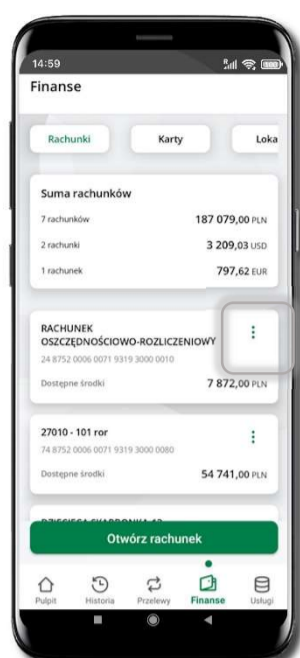 14:59
Finanse
Rachunki Karty Loka
Suma rachunków
7 rachunków 187 079,00 PLN
2 rachunki 3 209,03 USD
1 rachunek 797,62 EUR
RACHUNEK
OSZCZĘDNOŚCIOWO-ROZLICZENIOWY
24 8752 0006 0071 9319 3000 0010
Dostępne środki 7 872,00 PLN
27010 - 101 ror
74 8752 0006 0071 9319 3000 0080
Dostępne środki 54 741,00 PLN
Otwórz rachunek
Pulpit Historia Przelewy Finanse Usługi